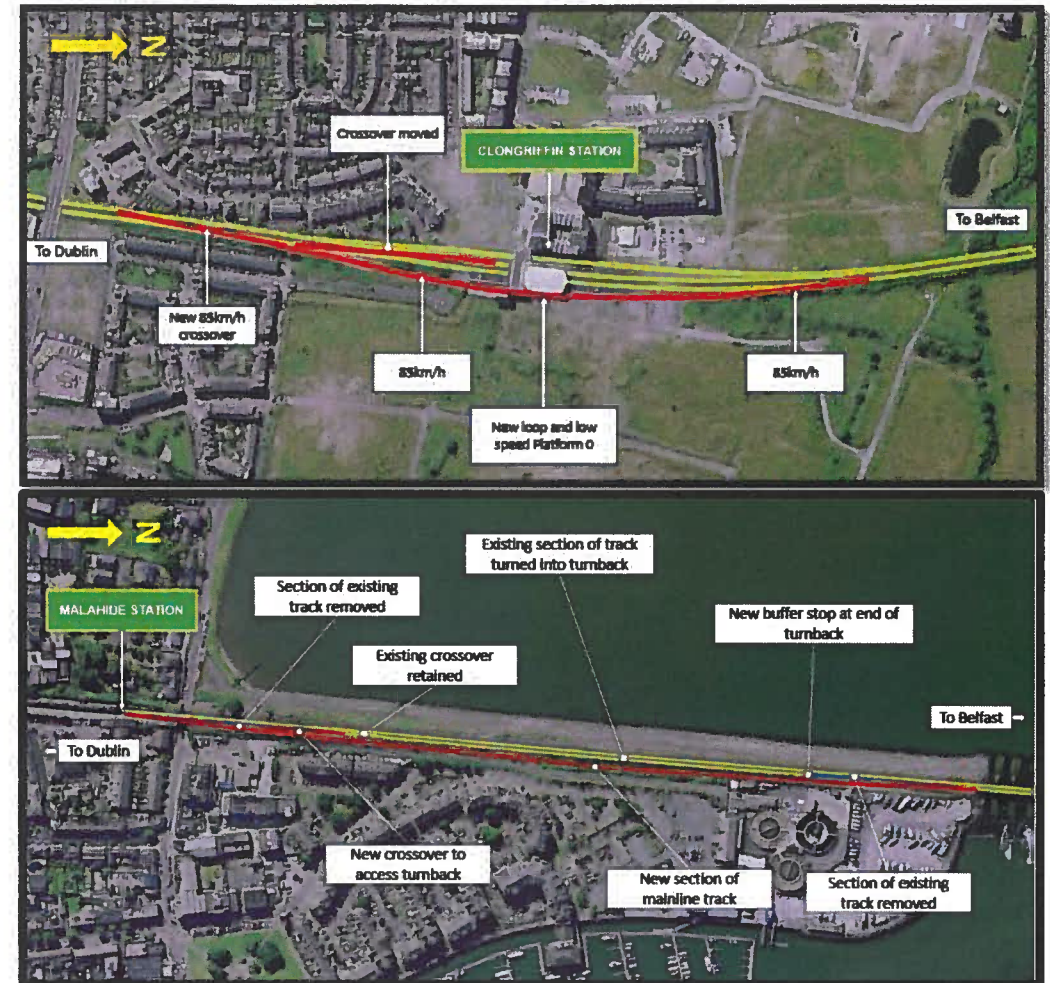 N
Crossover moved
CLONGRIFFIN STATION
To Belfast
To Dublin
New 85km/h
crossover
85km/h
85km/h
New loop and low
speed Platform 0
N
Existing section of track
turned into turnback
Section of existing
track removed
MALAHIDE STATION
New buffer stop at end of
turnback
Existing crossover
retained
To Belfast
To Dublin
New crossover to
access turnback
New section of
mainline track
Section of existing
track removed